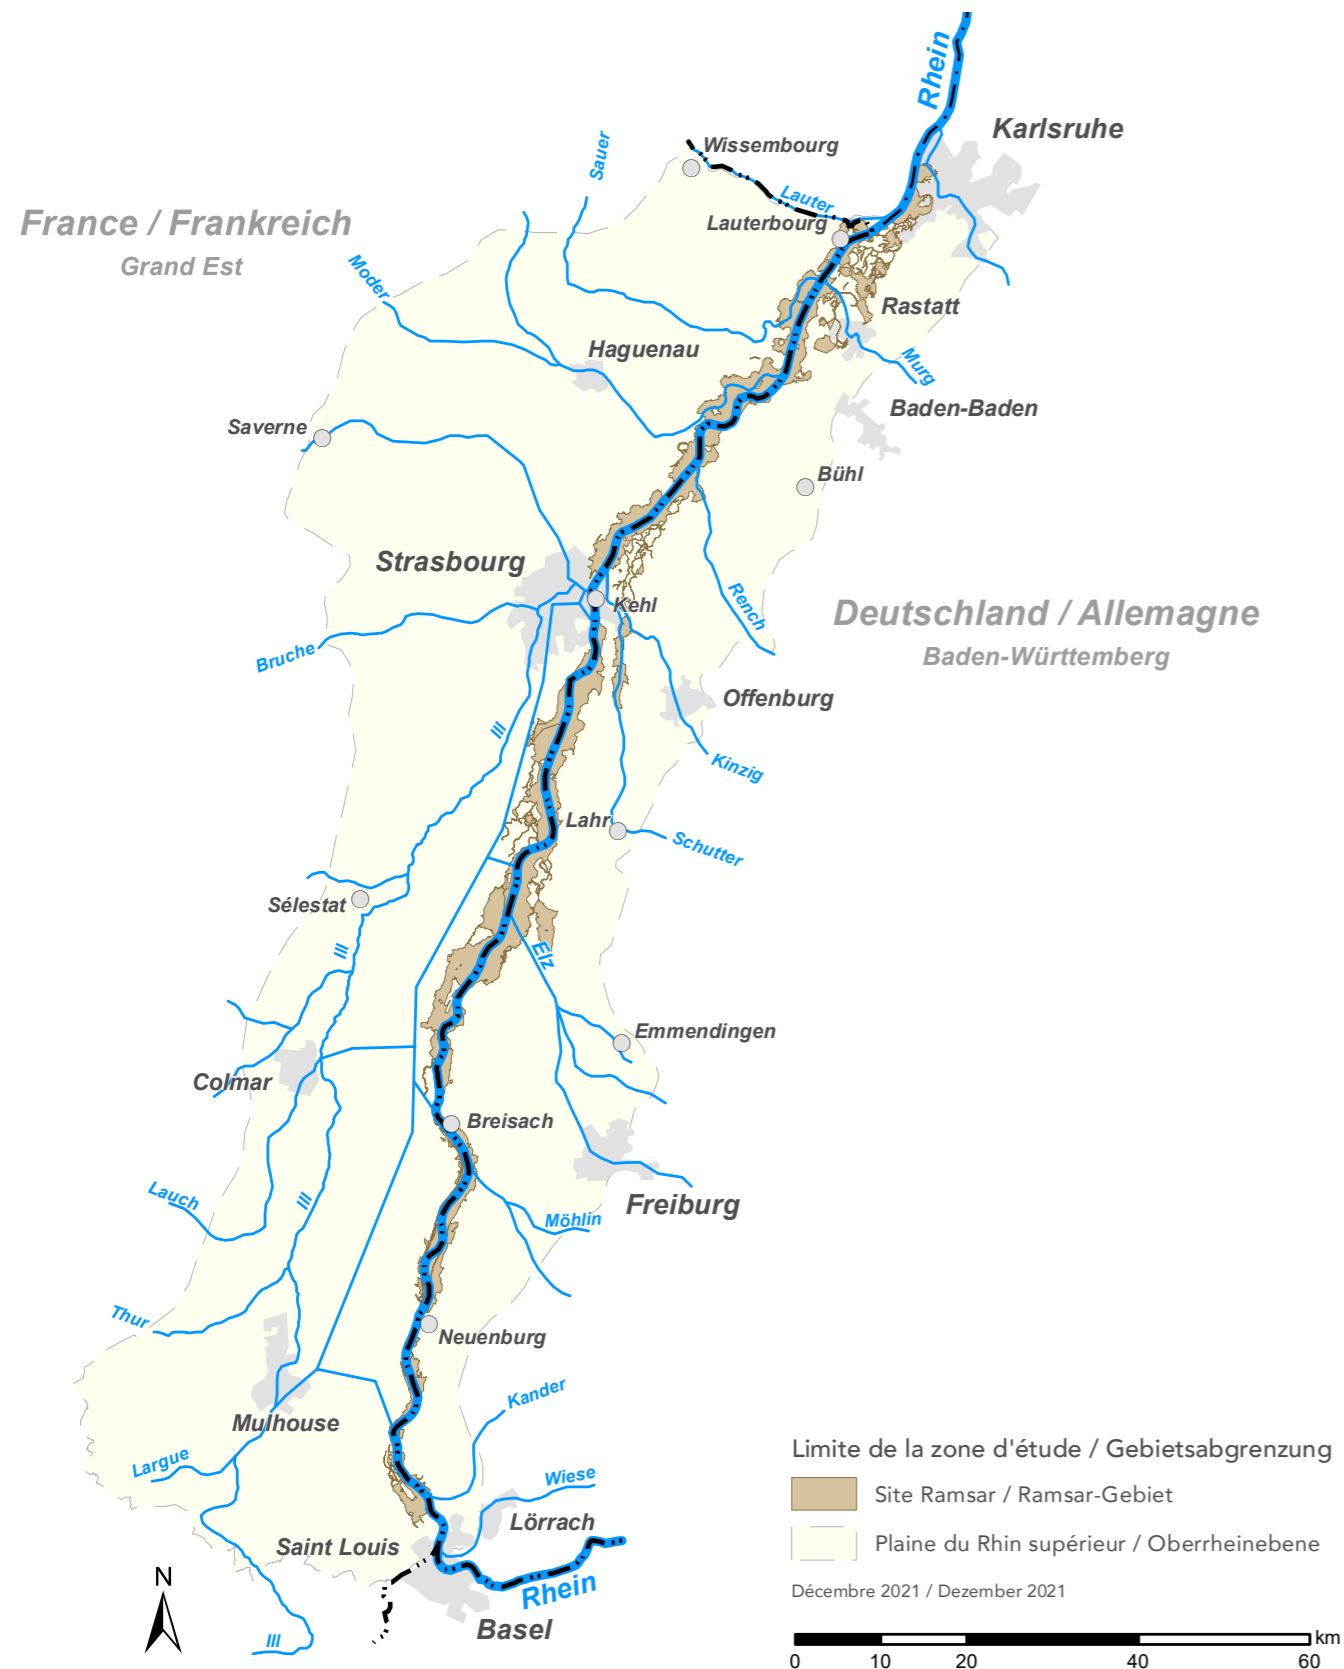 Rhein
Karlsruhe
Wissembourg
Sauer
Lauter
France / Frankreich
Grand Est
Lauterbourg
Moder
Rastatt
Haguenau
Murg
Baden-Baden
Saverne
Bühl
Strasbourg
Kehl
Rench
Deutschland / Allemagne
Baden-Württemberg
Bruche
Offenburg
Ill
Kinzig
Lahr
Schutter
Sélestat
Ill
Elz
Emmendingen
Colmar
Breisach
Lauch
Ill
Freiburg
Möhlin
Thur
Neuenburg
Kander
Mulhouse
Largue
Wiese
Lörrach
Saint Louis
Rhein
Basel
Ill
N
Limite de la zone d'étude / Gebietsabgrenzung
Site Ramsar / Ramsar-Gebiet
Plaine du Rhin supérieur / Oberrheinebene
Décembre 2021 / Dezember 2021
km
0 10 20 40 60